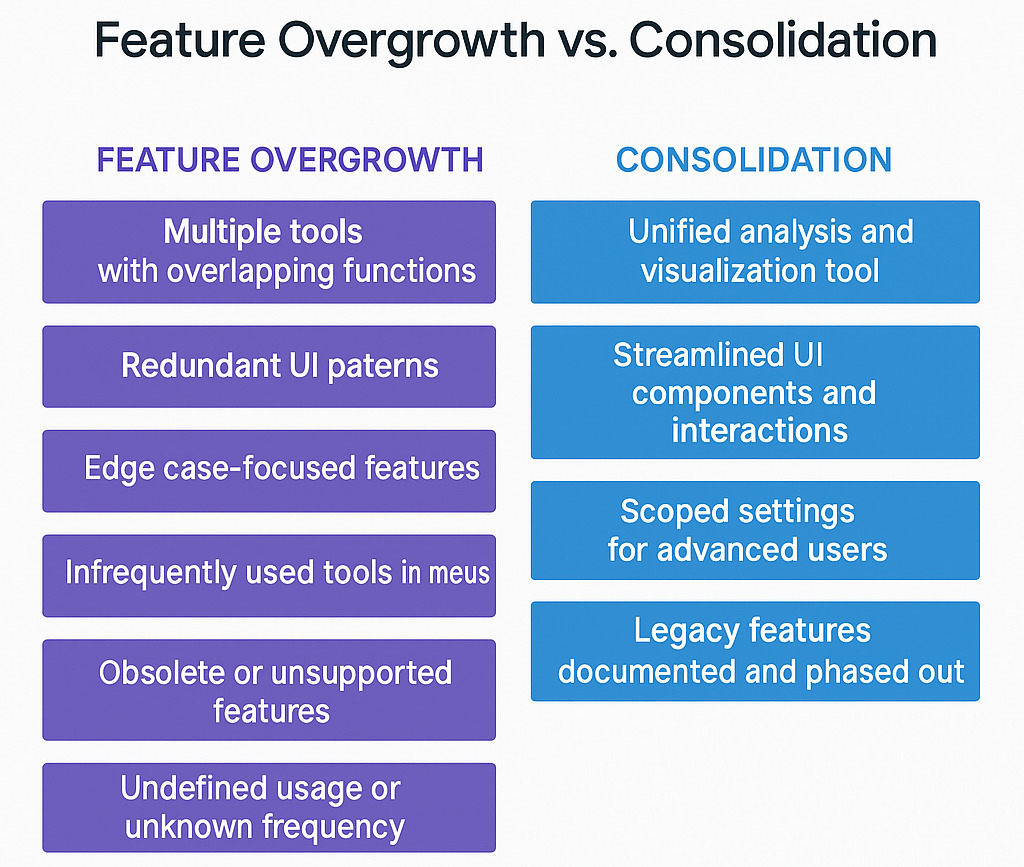 Feature Overgrowth vs. Consolidation
FEATURE OVERGROWTH
Multiple tools
with overlapping functions
Redundant UI paterns
Edge case-focused features
Infrequently used tools in meus
Obsolete or unsupported
features
Undefined usage or
unknown frequency
CONSOLIDATION
Unified analysis and
visualization tool
Streamlined UI
components and
interactions
Scoped settings
for advanced users
Legacy features
documented and phased out